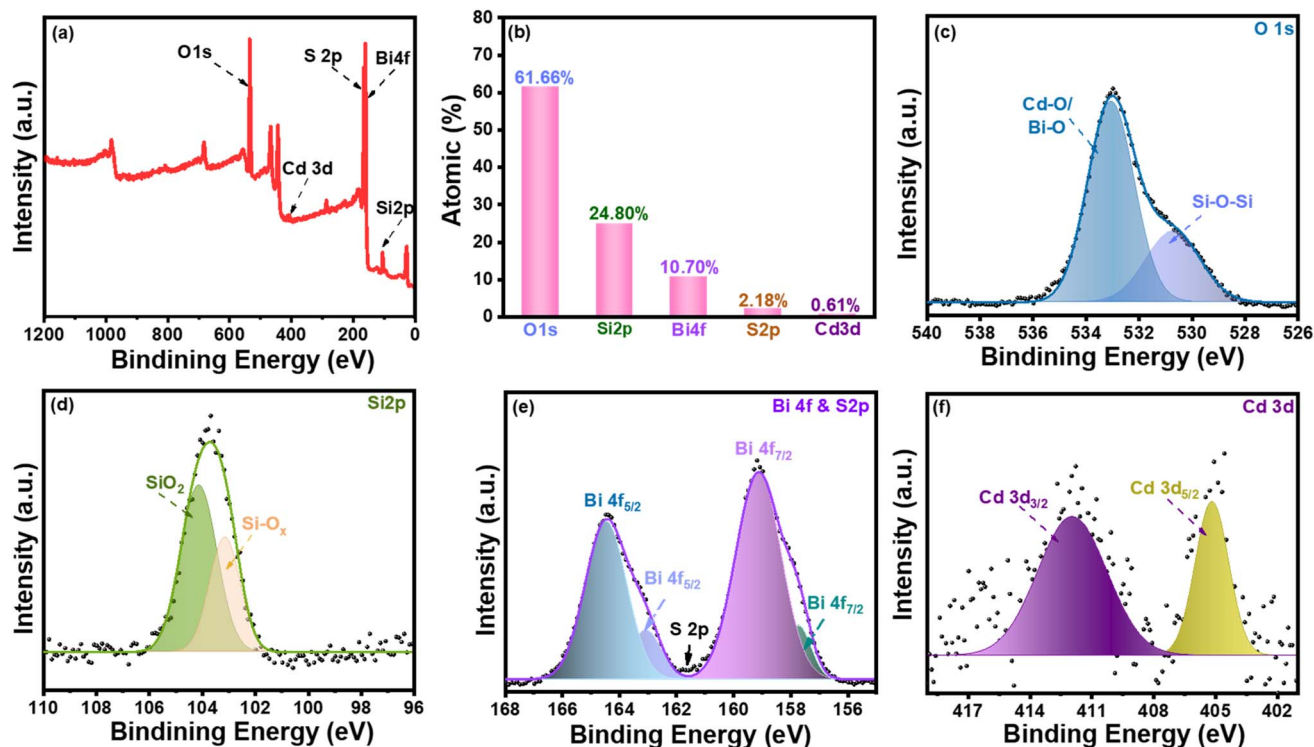 (a)
O1s
S 2p
Bi4f
Cd 3d
Si2p
Intensity (a.u.)
1200 1000 800 600 400 200 0
Bindining Energy (eV)
(b)
Atomic (%)
80
70
60
50
40
30
20
10
0
61.66%
24.80%
10.70%
2.18%
0.61%
O1s Si2p Bi4f S2p Cd3d
(c)
O 1s
Cd-O/
Bi-O
Si-O-Si
Intensity (a.u.)
540 538 536 534 532 530 528 526
Bindining Energy (eV)
(d)
Si2p
SiO2
Si-Ox
Intensity (a.u.)
110 108 106 104 102 100 98 96
Bindining Energy (eV)
(e)
Bi 4f & S2p
Bi 4f7/2
Bi 4f5/2
Bi 4f5/2
Bi 4f7/2
S 2p
Intensity (a.u.)
168 165 162 159 156
Binding Energy (eV)
(f)
Cd 3d
Cd 3d3/2
Cd 3d5/2
Intensity (a.u.)
417 414 411 408 405 402
Binding Energy (eV)